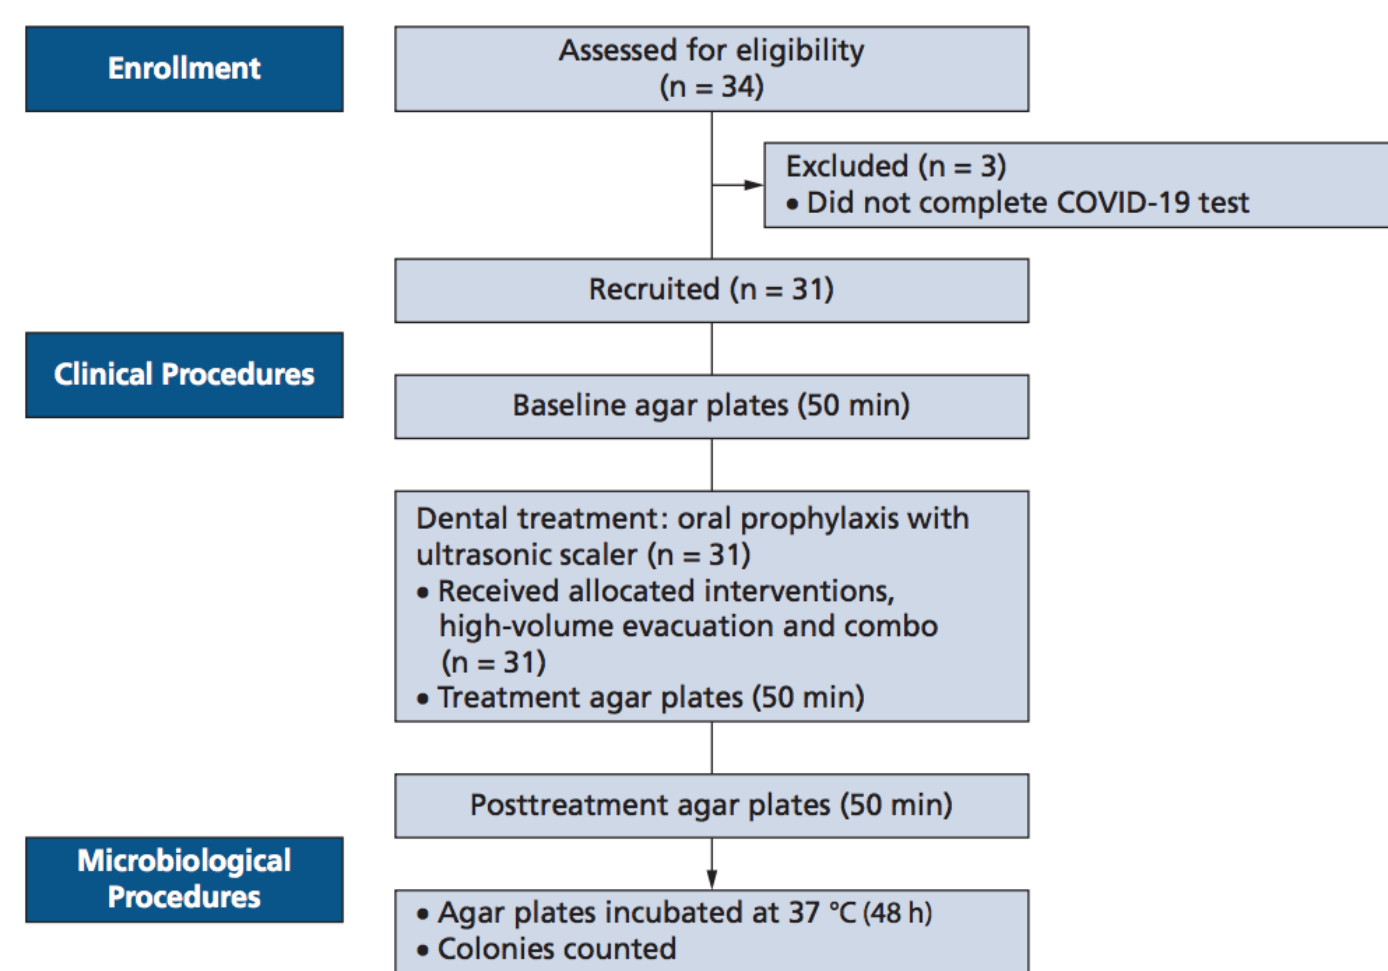 Enrollment
Assessed for eligibility
(n = 34)
Excluded (n = 3)
• Did not complete COVID-19 test
Recruited (n = 31)
Clinical Procedures
Baseline agar plates (50 min)
Dental treatment: oral prophylaxis with
ultrasonic scaler (n = 31)
• Received allocated interventions,
high-volume evacuation and combo
(n = 31)
• Treatment agar plates (50 min)
Posttreatment agar plates (50 min)
Microbiological
Procedures
• Agar plates incubated at 37 °C (48 h)
• Colonies counted